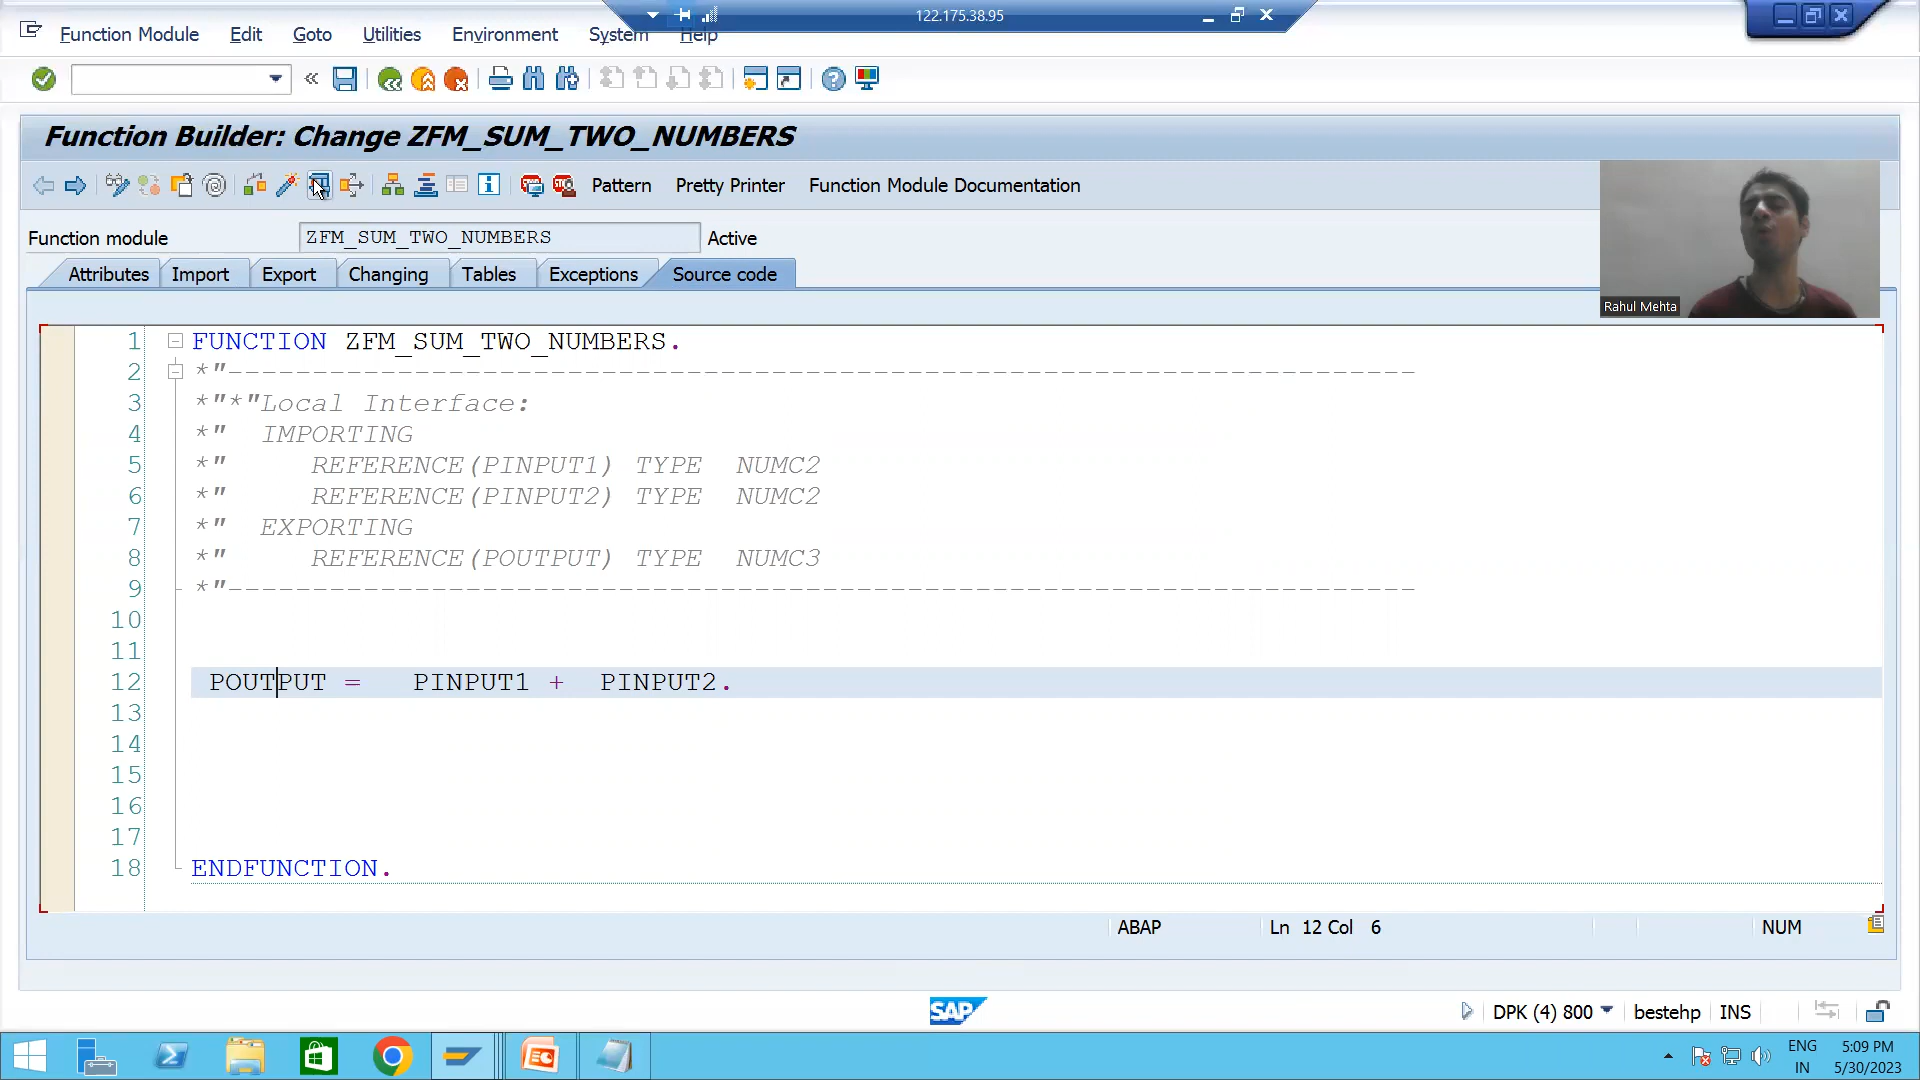 122.175.38.95
Function Module Edit Goto Utilities Environment System Help
Function Builder: Change ZFM_SUM_TWO_NUMBERS
Pattern Pretty Printer Function Module Documentation
Function module ZFM_SUM_TWO_NUMBERS Active
Attributes Import Export Changing Tables Exceptions Source code
Rahul Mehta
1 FUNCTION ZFM_SUM_TWO_NUMBERS.
2 *"----------------------------------------------------------------------
3 *"*"Local Interface:
4 *" IMPORTING
5 *" REFERENCE(PINPUT1) TYPE NUMC2
6 *" REFERENCE(PINPUT2) TYPE NUMC2
7 *" EXPORTING
8 *" REFERENCE(POUTPUT) TYPE NUMC3
9 *"----------------------------------------------------------------------
10
11
12 POUTPUT = PINPUT1 + PINPUT2.
13
14
15
16
17
18 ENDFUNCTION.
ABAP Ln 12 Col 6 NUM
SAP DPK (4) 800 bestehp INS
ENG 5:09 PM
IN 5/30/2023